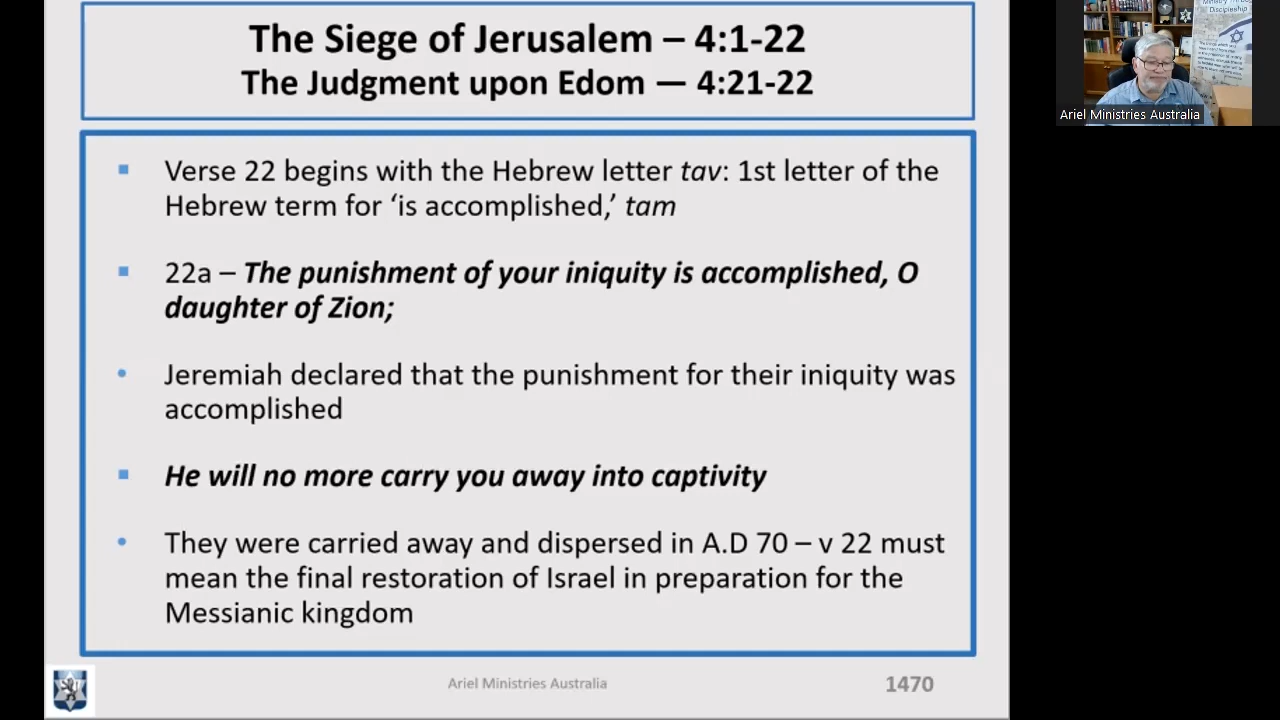 The Siege of Jerusalem – 4:1-22
The Judgment upon Edom — 4:21-22
Verse 22 begins with the Hebrew letter tav: 1st letter of the
Hebrew term for ‘is accomplished,’ tam
22a – The punishment of your iniquity is accomplished, O
daughter of Zion;
Jeremiah declared that the punishment for their iniquity was
accomplished
He will no more carry you away into captivity
They were carried away and dispersed in A.D 70 – v 22 must
mean the final restoration of Israel in preparation for the
Messianic kingdom
Ariel Ministries Australia
1470
Discipleship
Ariel Ministries Australia